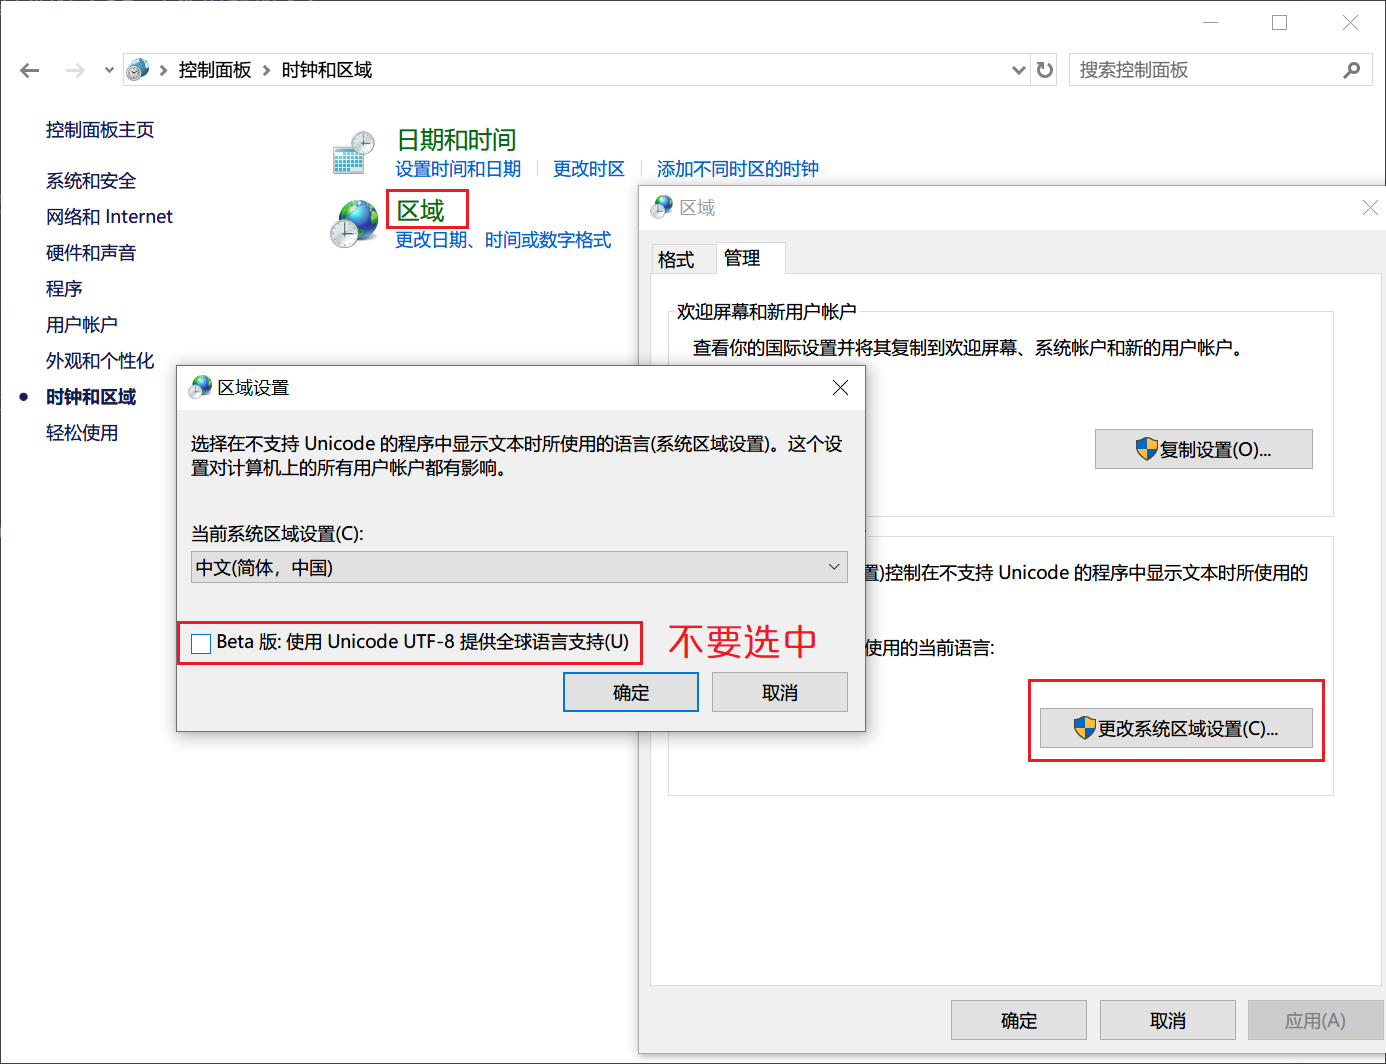 控制面板
时钟和区域
搜索控制面板
控制面板主页
系统和安全
网络和 Internet
硬件和声音
程序
用户帐户
外观和个性化
时钟和区域
轻松使用
日期和时间
设置时间和日期
更改时区
添加不同时区的时钟
区域
更改日期、时间或数字格式
区域
格式
管理
欢迎屏幕和新用户帐户
查看你的国际设置并将其复制到欢迎屏幕、系统帐户和新的用户帐户。
复制设置(O)...
置)控制在不支持 Unicode 的程序中显示文本时所使用的
使用的当前语言:
更改系统区域设置(C)...
确定
取消
应用(A)
区域设置
选择在不支持 Unicode 的程序中显示文本时所使用的语言(系统区域设置)。这个设
置对计算机上的所有用户帐户都有影响。
当前系统区域设置(C):
中文(简体，中国)
Beta 版: 使用 Unicode UTF-8 提供全球语言支持(U)
不要选中
确定
取消